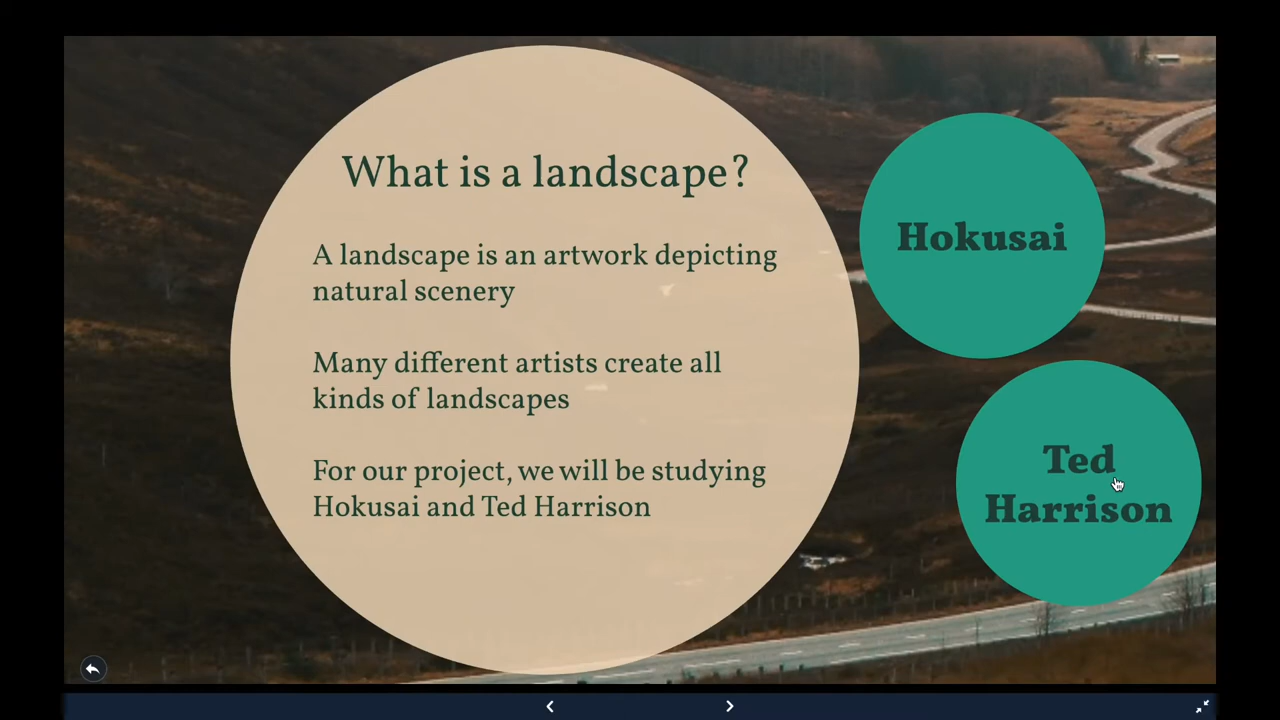 What is a landscape?
A landscape is an artwork depicting
natural scenery
Many different artists create all
kinds of landscapes
For our project, we will be studying
Hokusai and Ted Harrison
Hokusai
Ted
Harrison